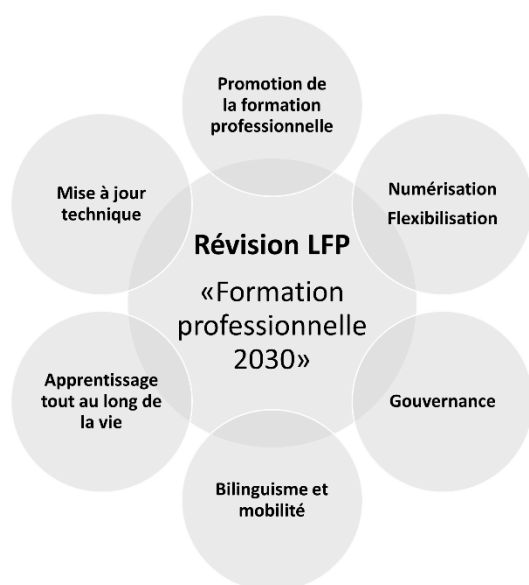 Promotion de
la formation
professionnelle
Numérisation
Flexibilisation
Gouvernance
Bilinguisme et
mobilité
Apprentissage
tout au long de
la vie
Mise à jour
technique
Révision LFP
«Formation
professionnelle
2030»